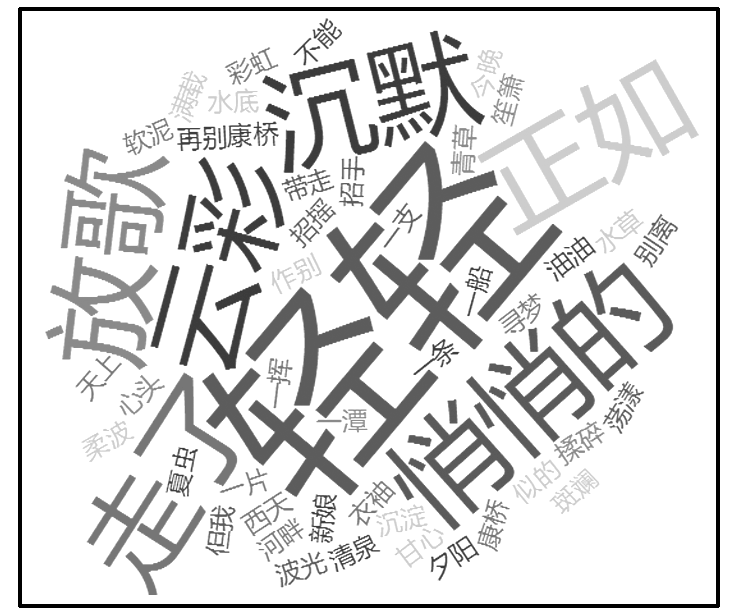 不能
彩虹
沉默
今晚
满载
水底
笙箫
正如
软泥
再别康桥
青草
放歌
云彩
带走
招手
招摇
一支
轻轻
作别
油油
水草
别离
一船
寻梦
天上
心头
一挥
一条
悄悄的
柔波
走了
一潭
荡漾
夏虫
一片
揉碎
但我
西天
新娘
衣袖
似的
斑斓
河畔
沉淀
康桥
波光
清泉
甘心
夕阳